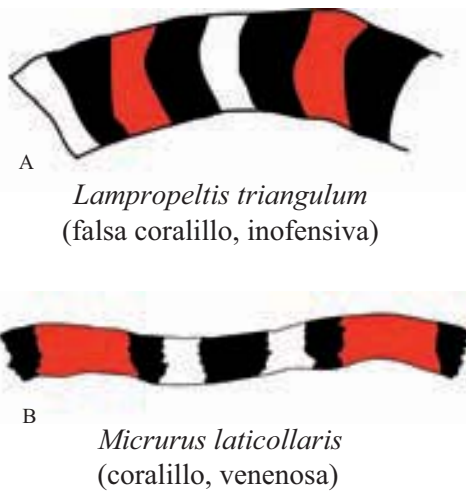 A
Lampropeltis triangulum
(falsa coralillo, inofensiva)
B
Micrurus laticollaris
(coralillo, venenosa)